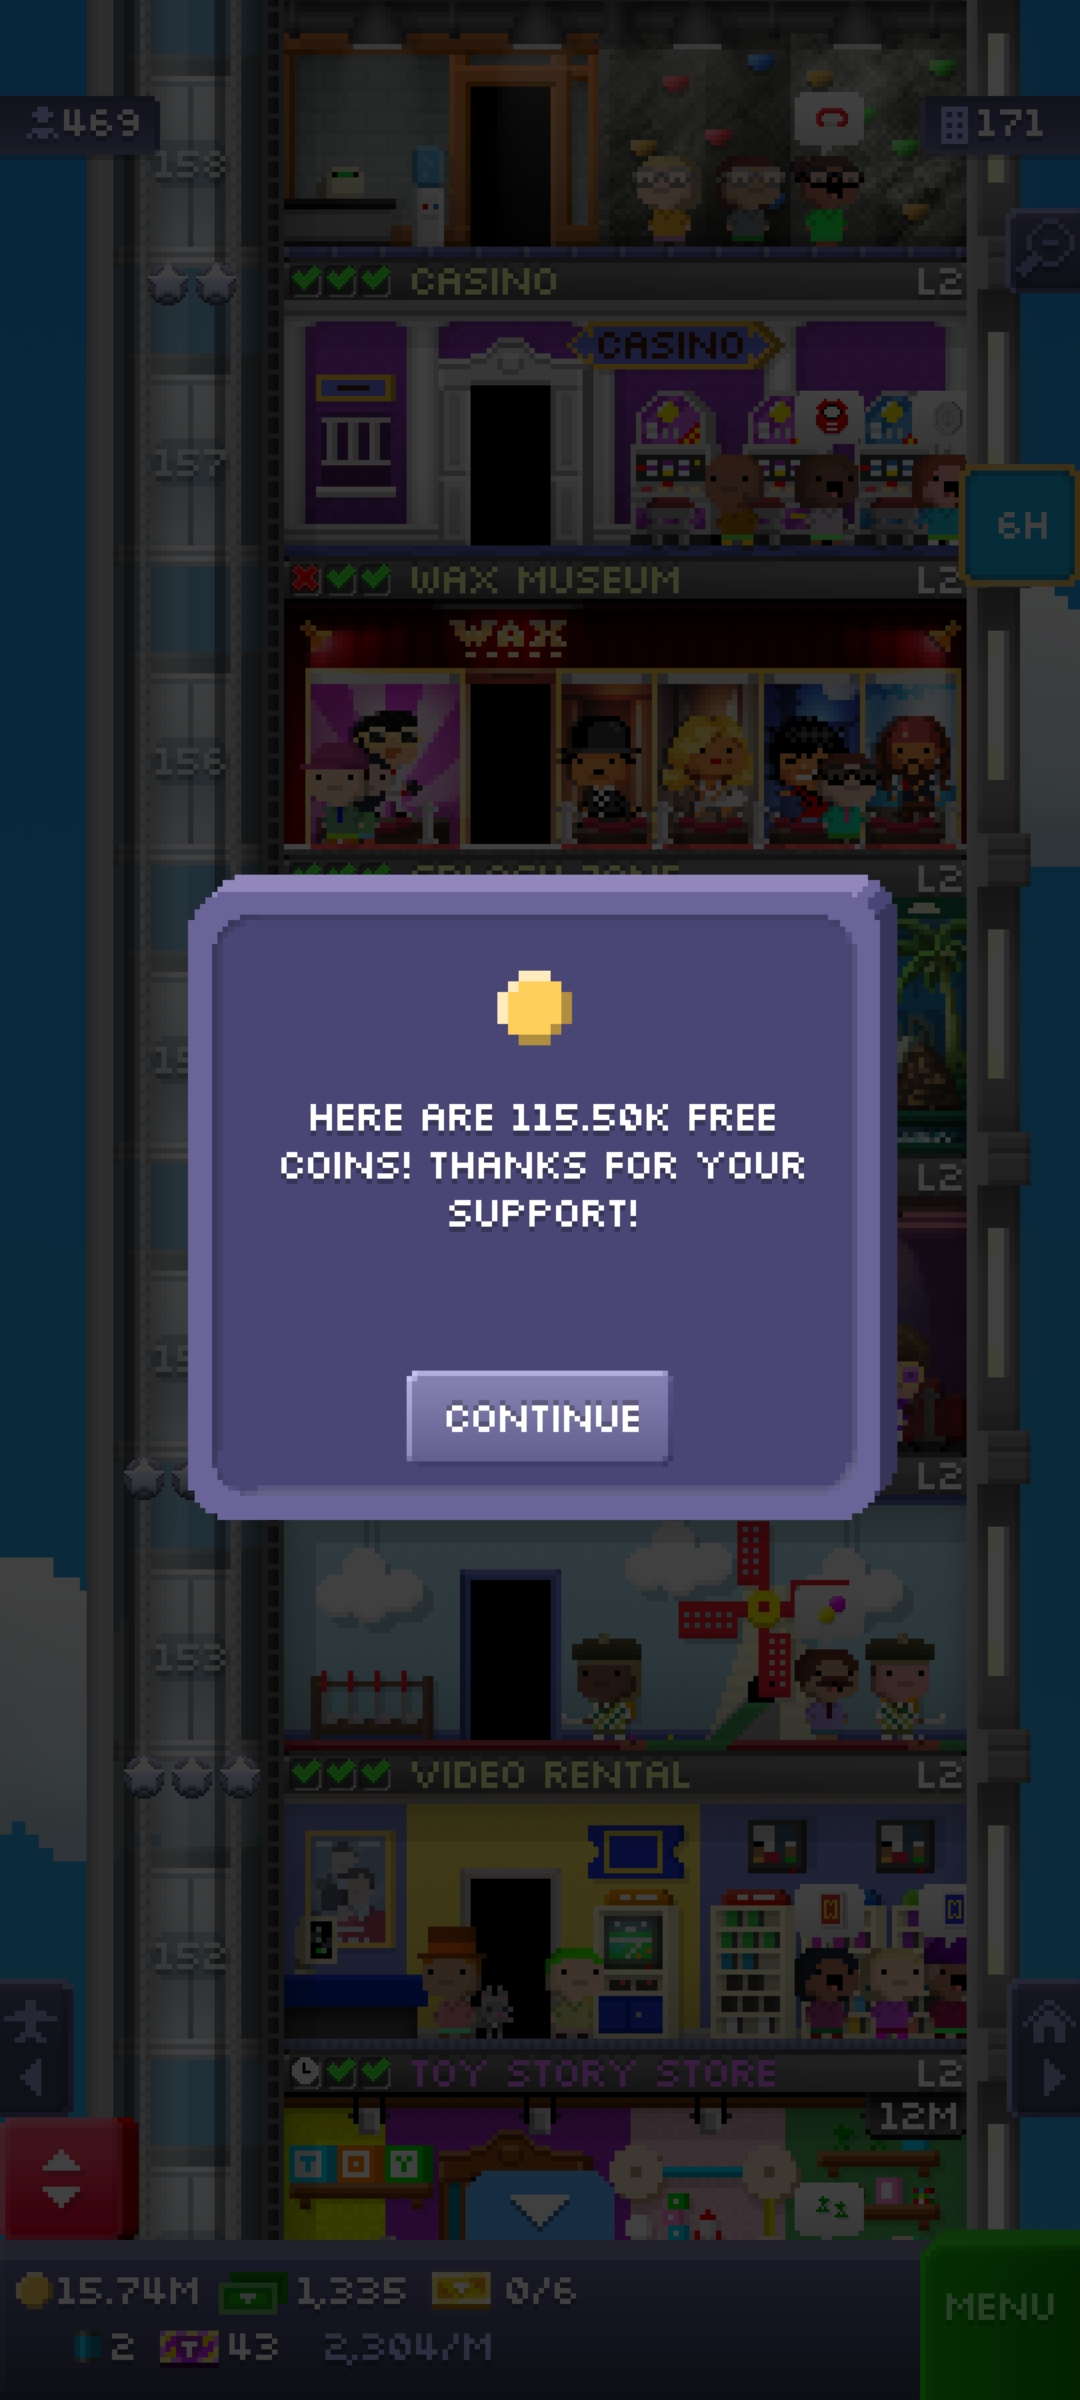 469
171
158
CASINO L2
CASINO
157
6H
WAX MUSEUM L2
WAX
156
L2
HERE ARE 115.50K FREE
COINS! THANKS FOR YOUR
SUPPORT!
L2
CONTINUE
L2
153
VIDEO RENTAL L2
152
TOY STORY STORE L2
12M
TOY
15.74M 1,335 0/6
MENU
2 43 2,304/M